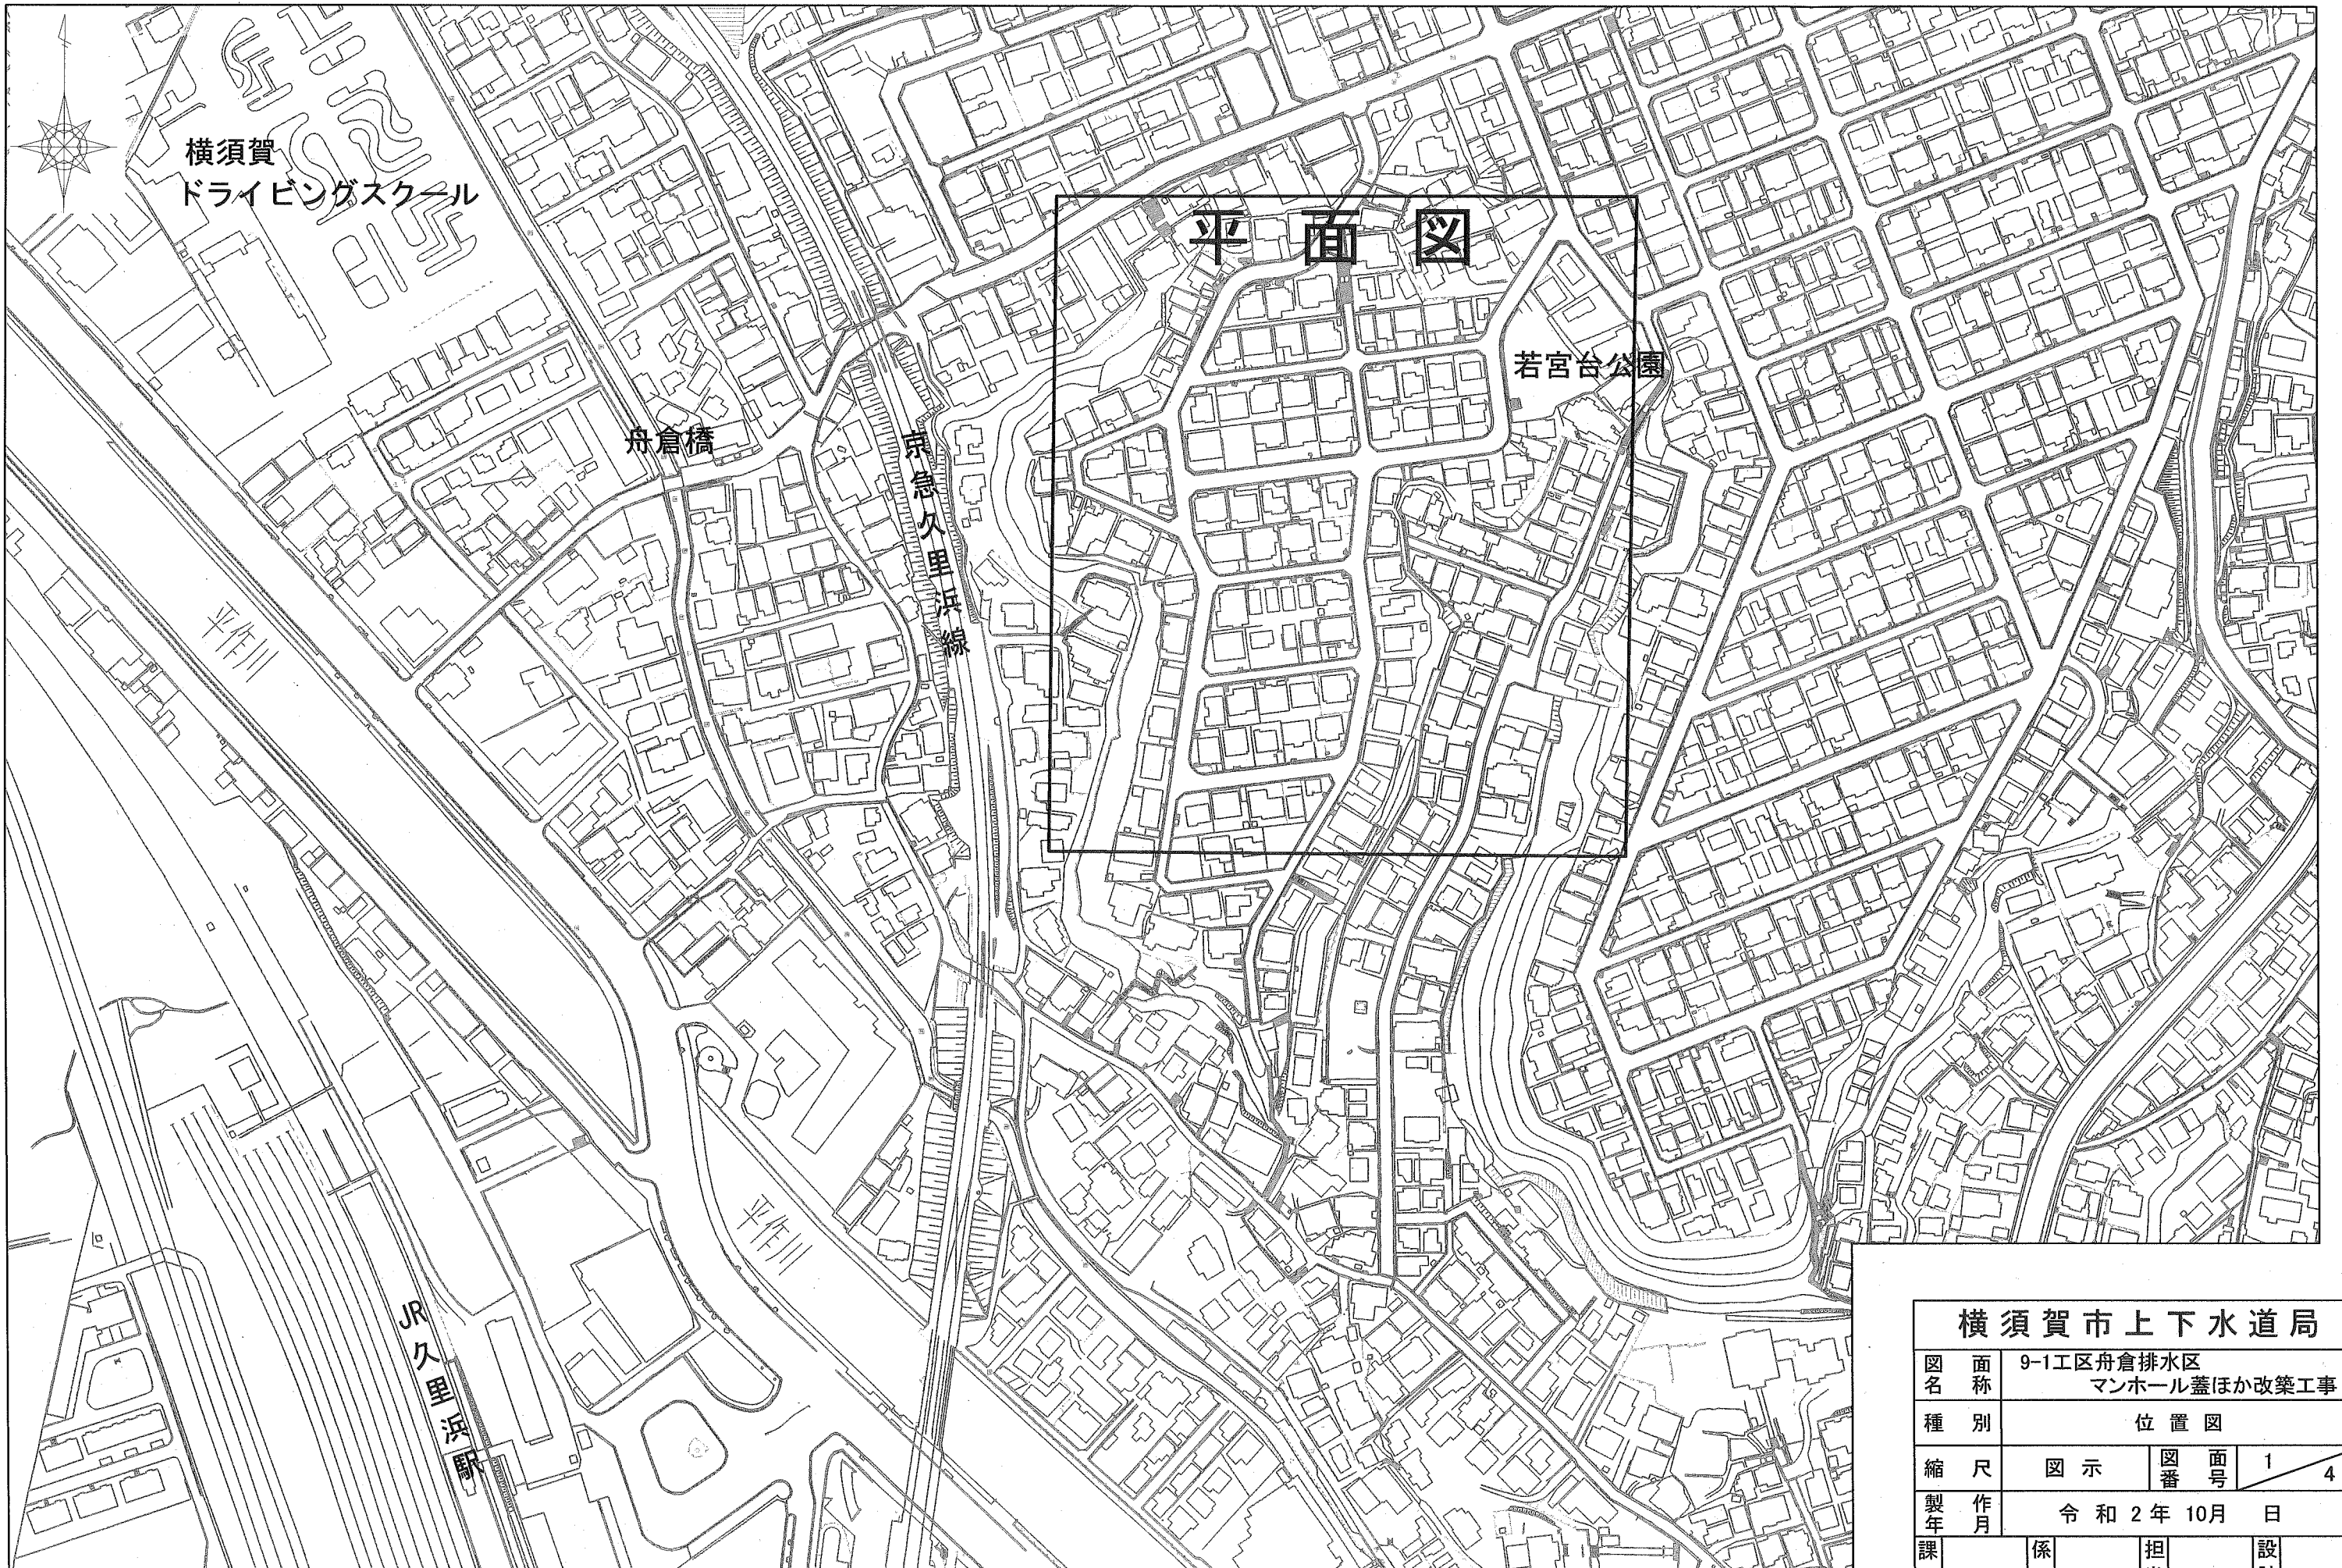 横須賀
ドライビングスクール
平面図
若宮台公園
舟倉橋
京急久里浜線
平作川
平作川
JR久里浜駅
横須賀市上下水道局
図面名称 9-1工区舟倉排水区
マンホール蓋ほか改築工事
種別 位置図
縮尺 図示 図面番号 1/4
製作年月 令和2年10月 日
課 係 担 設